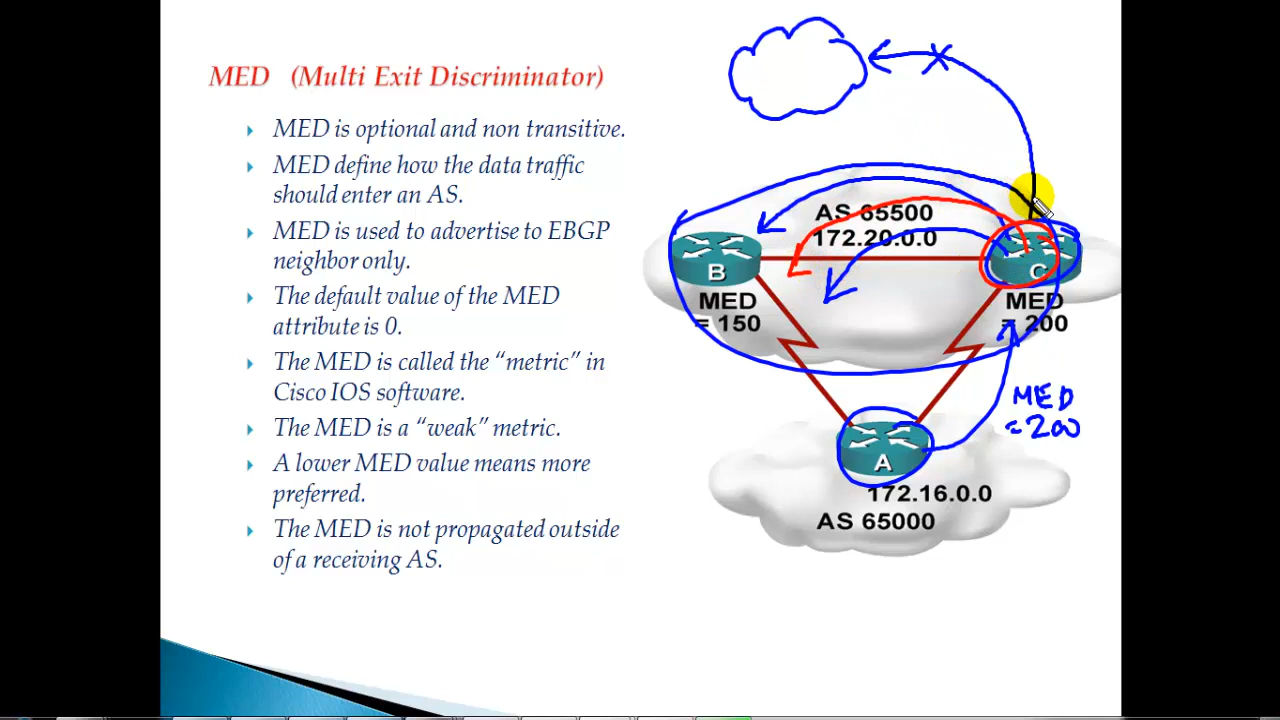 MED (Multi Exit Discriminator)
MED is optional and non transitive.
MED define how the data traffic
should enter an AS.
MED is used to advertise to EBGP
neighbor only.
The default value of the MED
attribute is 0.
The MED is called the “metric” in
Cisco IOS software.
The MED is a “weak” metric.
A lower MED value means more
preferred.
The MED is not propagated outside
of a receiving AS.
AS 65500
172.20.0.0
B
C
MED
= 150
MED
= 200
MED
=200
A
172.16.0.0
AS 65000